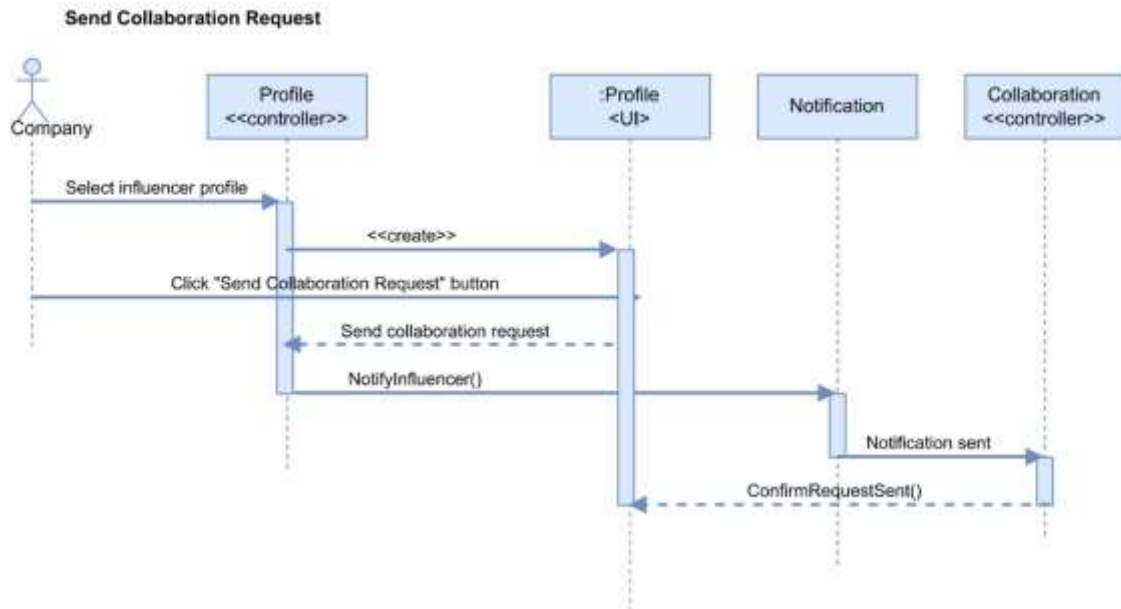 Send Collaboration Request
Company
Profile
<<controller>>
:Profile
<UI>
Notification
Collaboration
<<controller>>
Select influencer profile
<<create>>
Click "Send Collaboration Request" button
Send collaboration request
NotifyInfluencer()
Notification sent
ConfirmRequestSent()